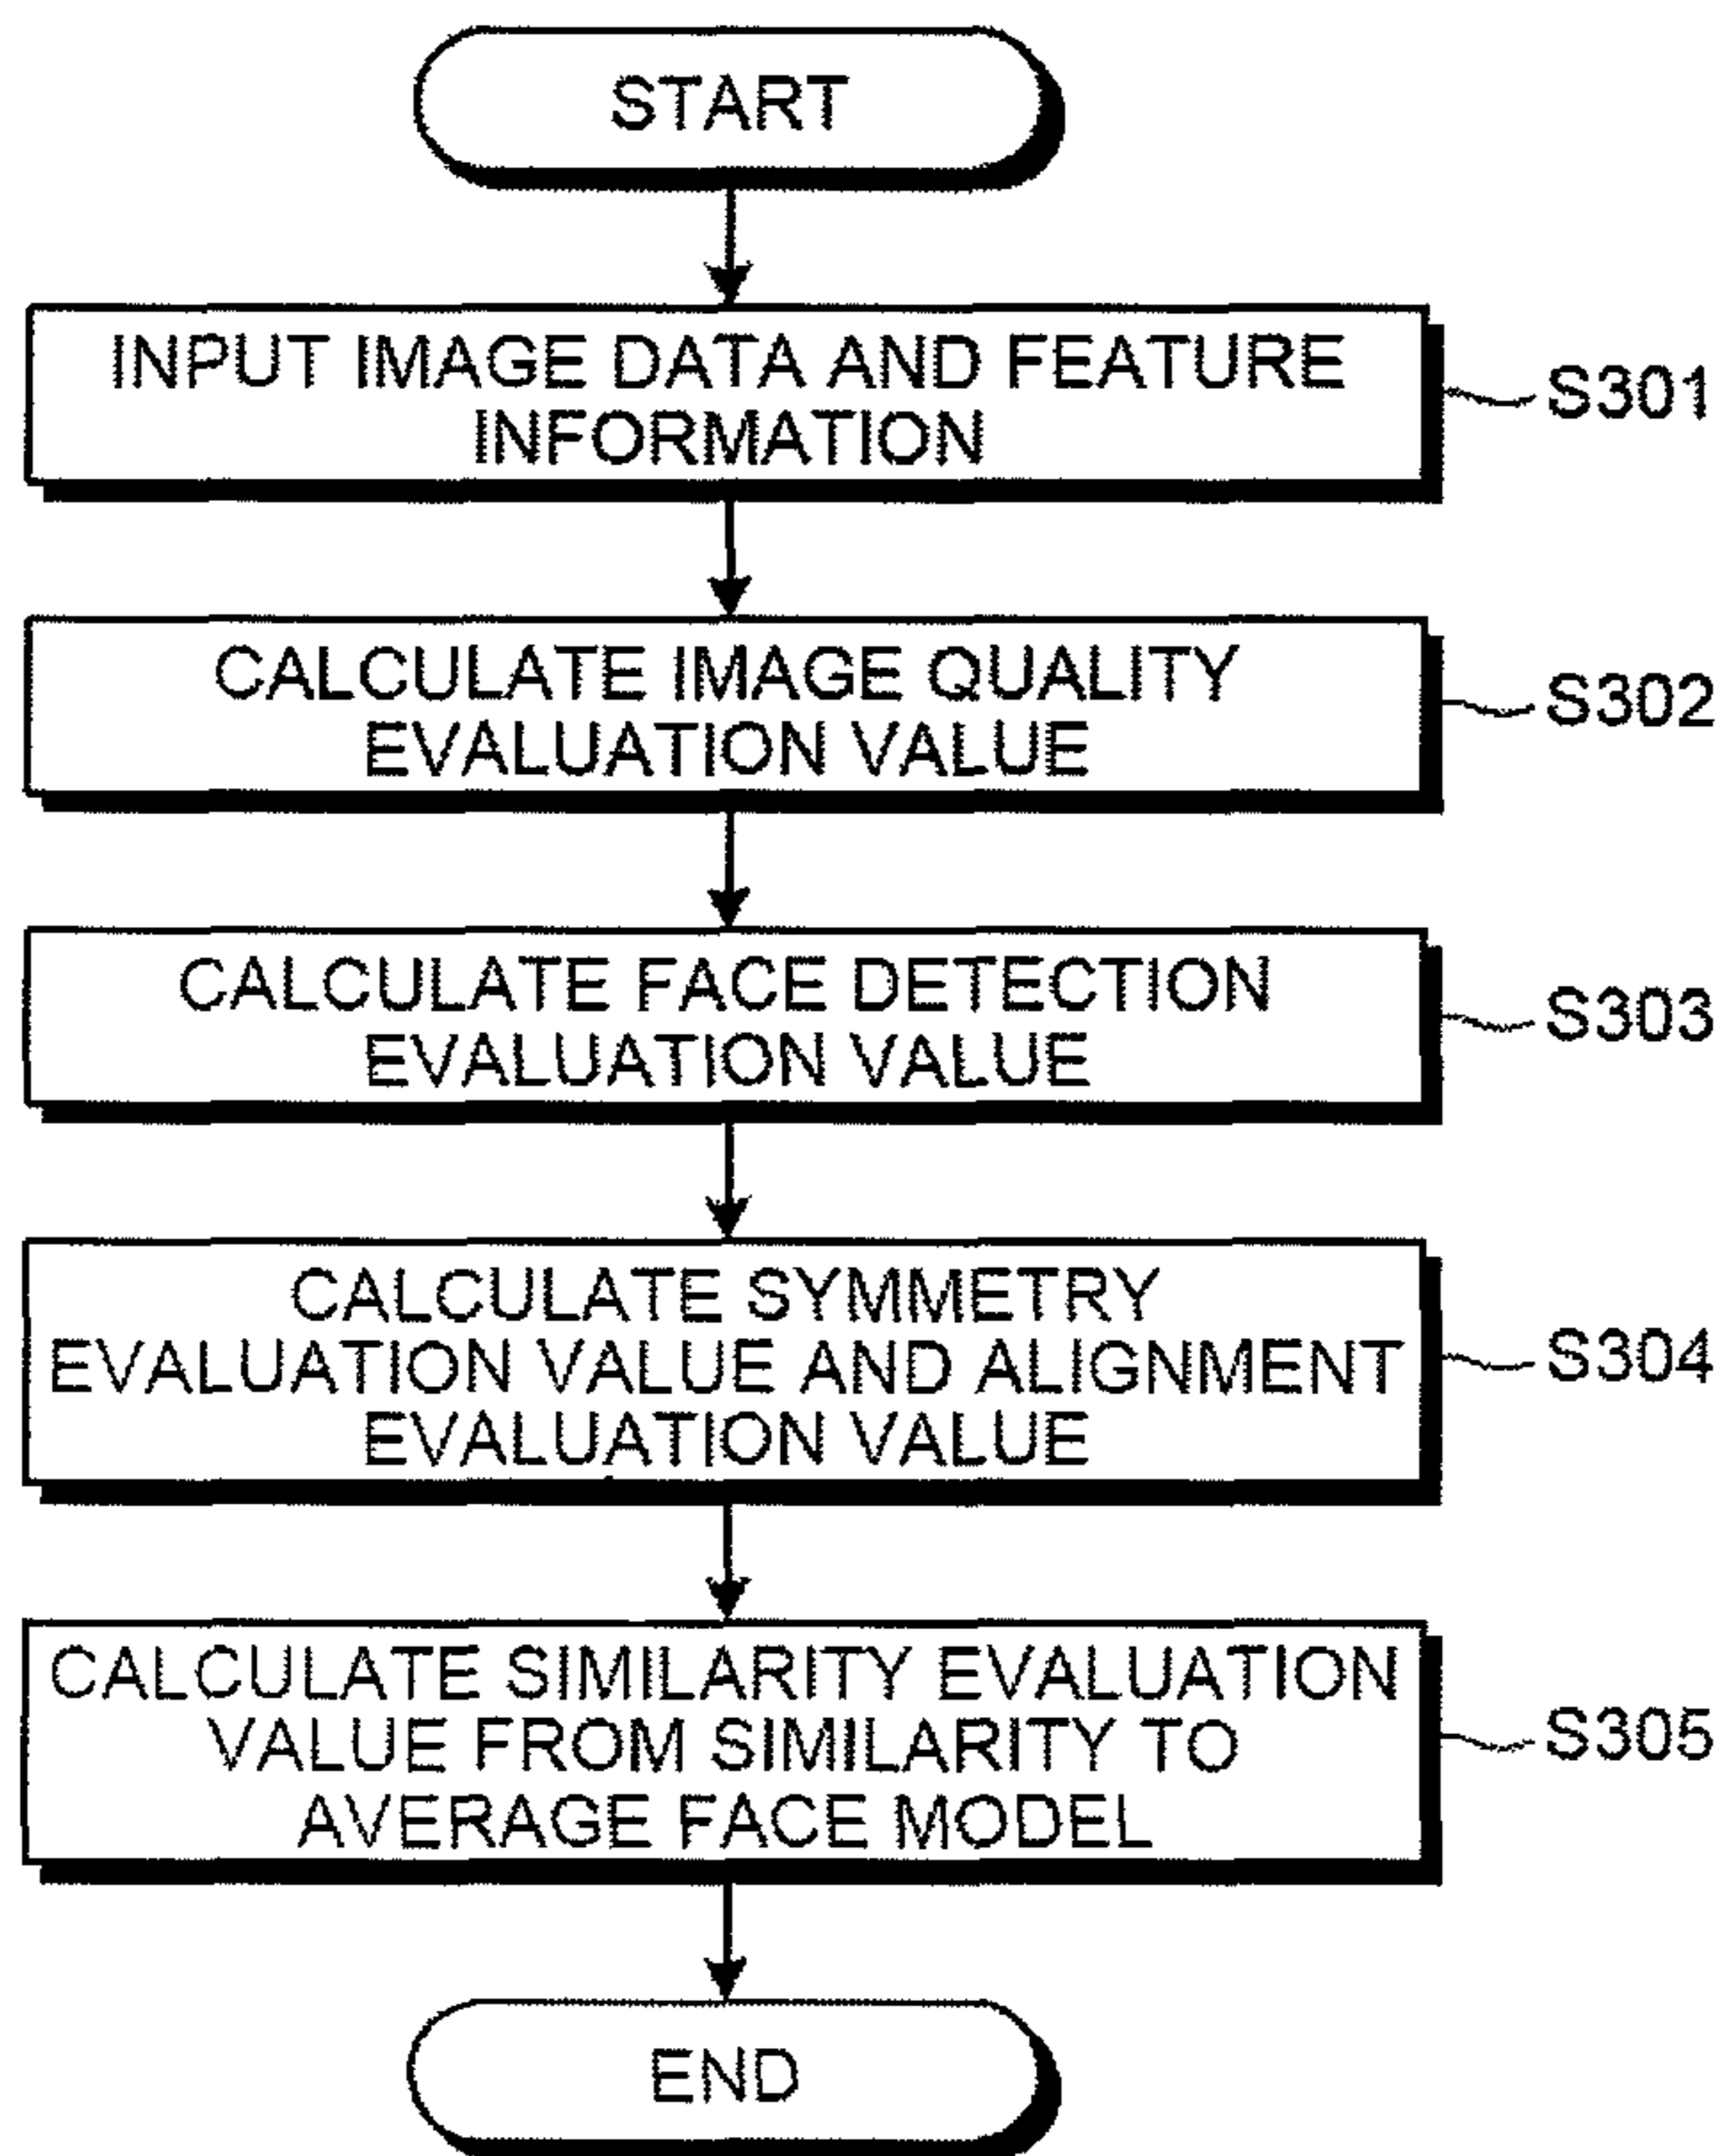 START
INPUT IMAGE DATA AND FEATURE
INFORMATION
S301
CALCULATE IMAGE QUALITY
EVALUATION VALUE
S302
CALCULATE FACE DETECTION
EVALUATION VALUE
S303
CALCULATE SYMMETRY
EVALUATION VALUE AND ALIGNMENT
EVALUATION VALUE
S304
CALCULATE SIMILARITY EVALUATION
VALUE FROM SIMILARITY TO
AVERAGE FACE MODEL
S305
END